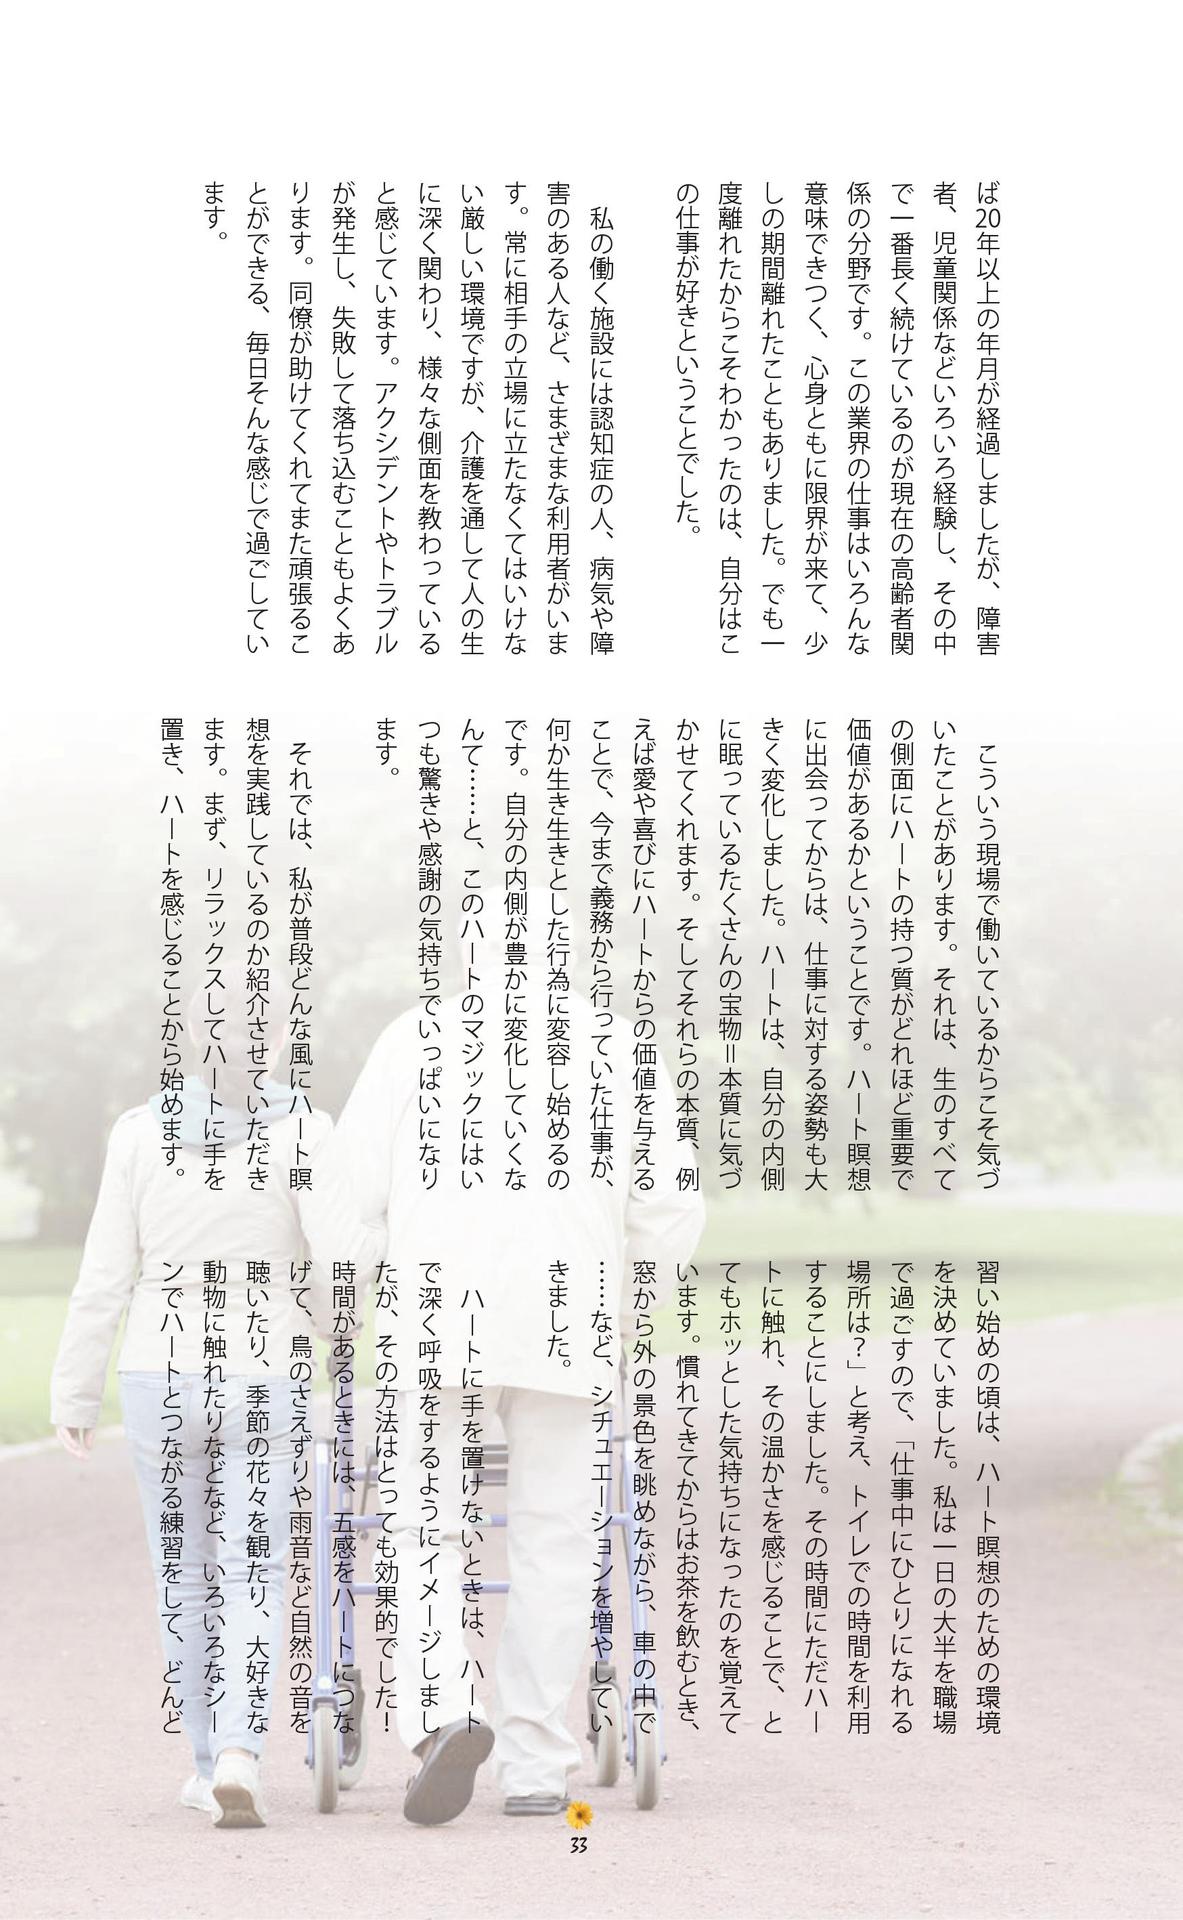 ば20年以上の年月が経過しましたが、障害
者、児童関係などいろいろ経験し、その中
で一番長く続けているのが現在の高齢者関
係の分野です。この業界の仕事はいろんな
意味できつく、心身ともに限界が来て、少
しの期間離れたこともありました。でも一
度離れたからこそわかったのは、自分はこ
の仕事が好きということでした。
私の働く施設には認知症の人、病気や障
害のある人など、さまざまな利用者がいま
す。常に相手の立場に立たなくてはいけな
い厳しい環境ですが、介護を通して人の生
に深く関わり、様々な側面を教わっている
と感じています。アクシデントやトラブル
が発生し、失敗して落ち込むこともよくあ
ります。同僚が助けてくれてまた頑張るこ
とができる、毎日そんな感じで過ごしてい
ます。
こういう現場で働いているからこそ気づ
いたことがあります。それは、生のすべて
の側面にハートの持つ質がどれほど重要で
価値があるかということです。ハート瞑想
に出会ってからは、仕事に対する姿勢も大
きく変化しました。ハートは、自分の内側
に眠っているたくさんの宝物＝本質に気づ
かせてくれます。そしてそれらの本質、例
えば愛や喜びにハートからの価値を与える
ことで、今まで義務から行っていた仕事が、
何か生き生きとした行為に変容し始めるの
です。自分の内側が豊かに変化していくな
んて……と、このハートのマジックにはい
つも驚きや感謝の気持ちでいっぱいになり
ます。
それでは、私が普段どんな風にハート瞑
想を実践しているのか紹介させていただき
ます。まず、リラックスしてハートに手を
置き、ハートを感じることから始めます。
習い始めの頃は、ハート瞑想のための環境
を決めていました。私は一日の大半を職場
で過ごすので、「仕事中にひとりになれる
場所は？」と考え、トイレでの時間を利用
することにしました。その時間にただハー
トに触れ、その温かさを感じることで、と
てもホッとした気持ちになったのを覚えて
います。慣れてきてからはお茶を飲むとき、
窓から外の景色を眺めながら、車の中で
……など、シチュエーションを増やしてい
きました。
ハートに手を置けないときは、ハート
で深く呼吸をするようにイメージしまし
たが、その方法はとっても効果的でした！
時間があるときには、五感をハートにつな
げて、鳥のさえずりや雨音など自然の音を
聴いたり、季節の花々を観たり、大好きな
動物に触れたりなどなど、いろいろなシー
ンでハートとつながる練習をして、どんど
33